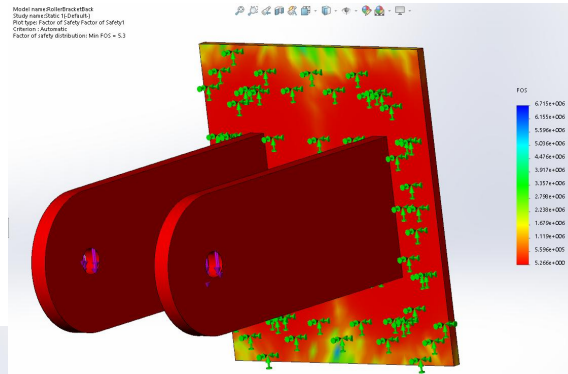 Model name:RollerBracketBack
Study name:Static 1(-Default-)
Plot type: Factor of Safety Factor of Safety1
Criterion : Automatic
Factor of safety distribution: Min FOS = 5.3
FOS
6.715e+006
6.155e+006
5.596e+006
5.036e+006
4.476e+006
3.917e+006
3.357e+006
2.798e+006
2.238e+006
1.679e+006
1.119e+006
5.596e+005
5.266e+000